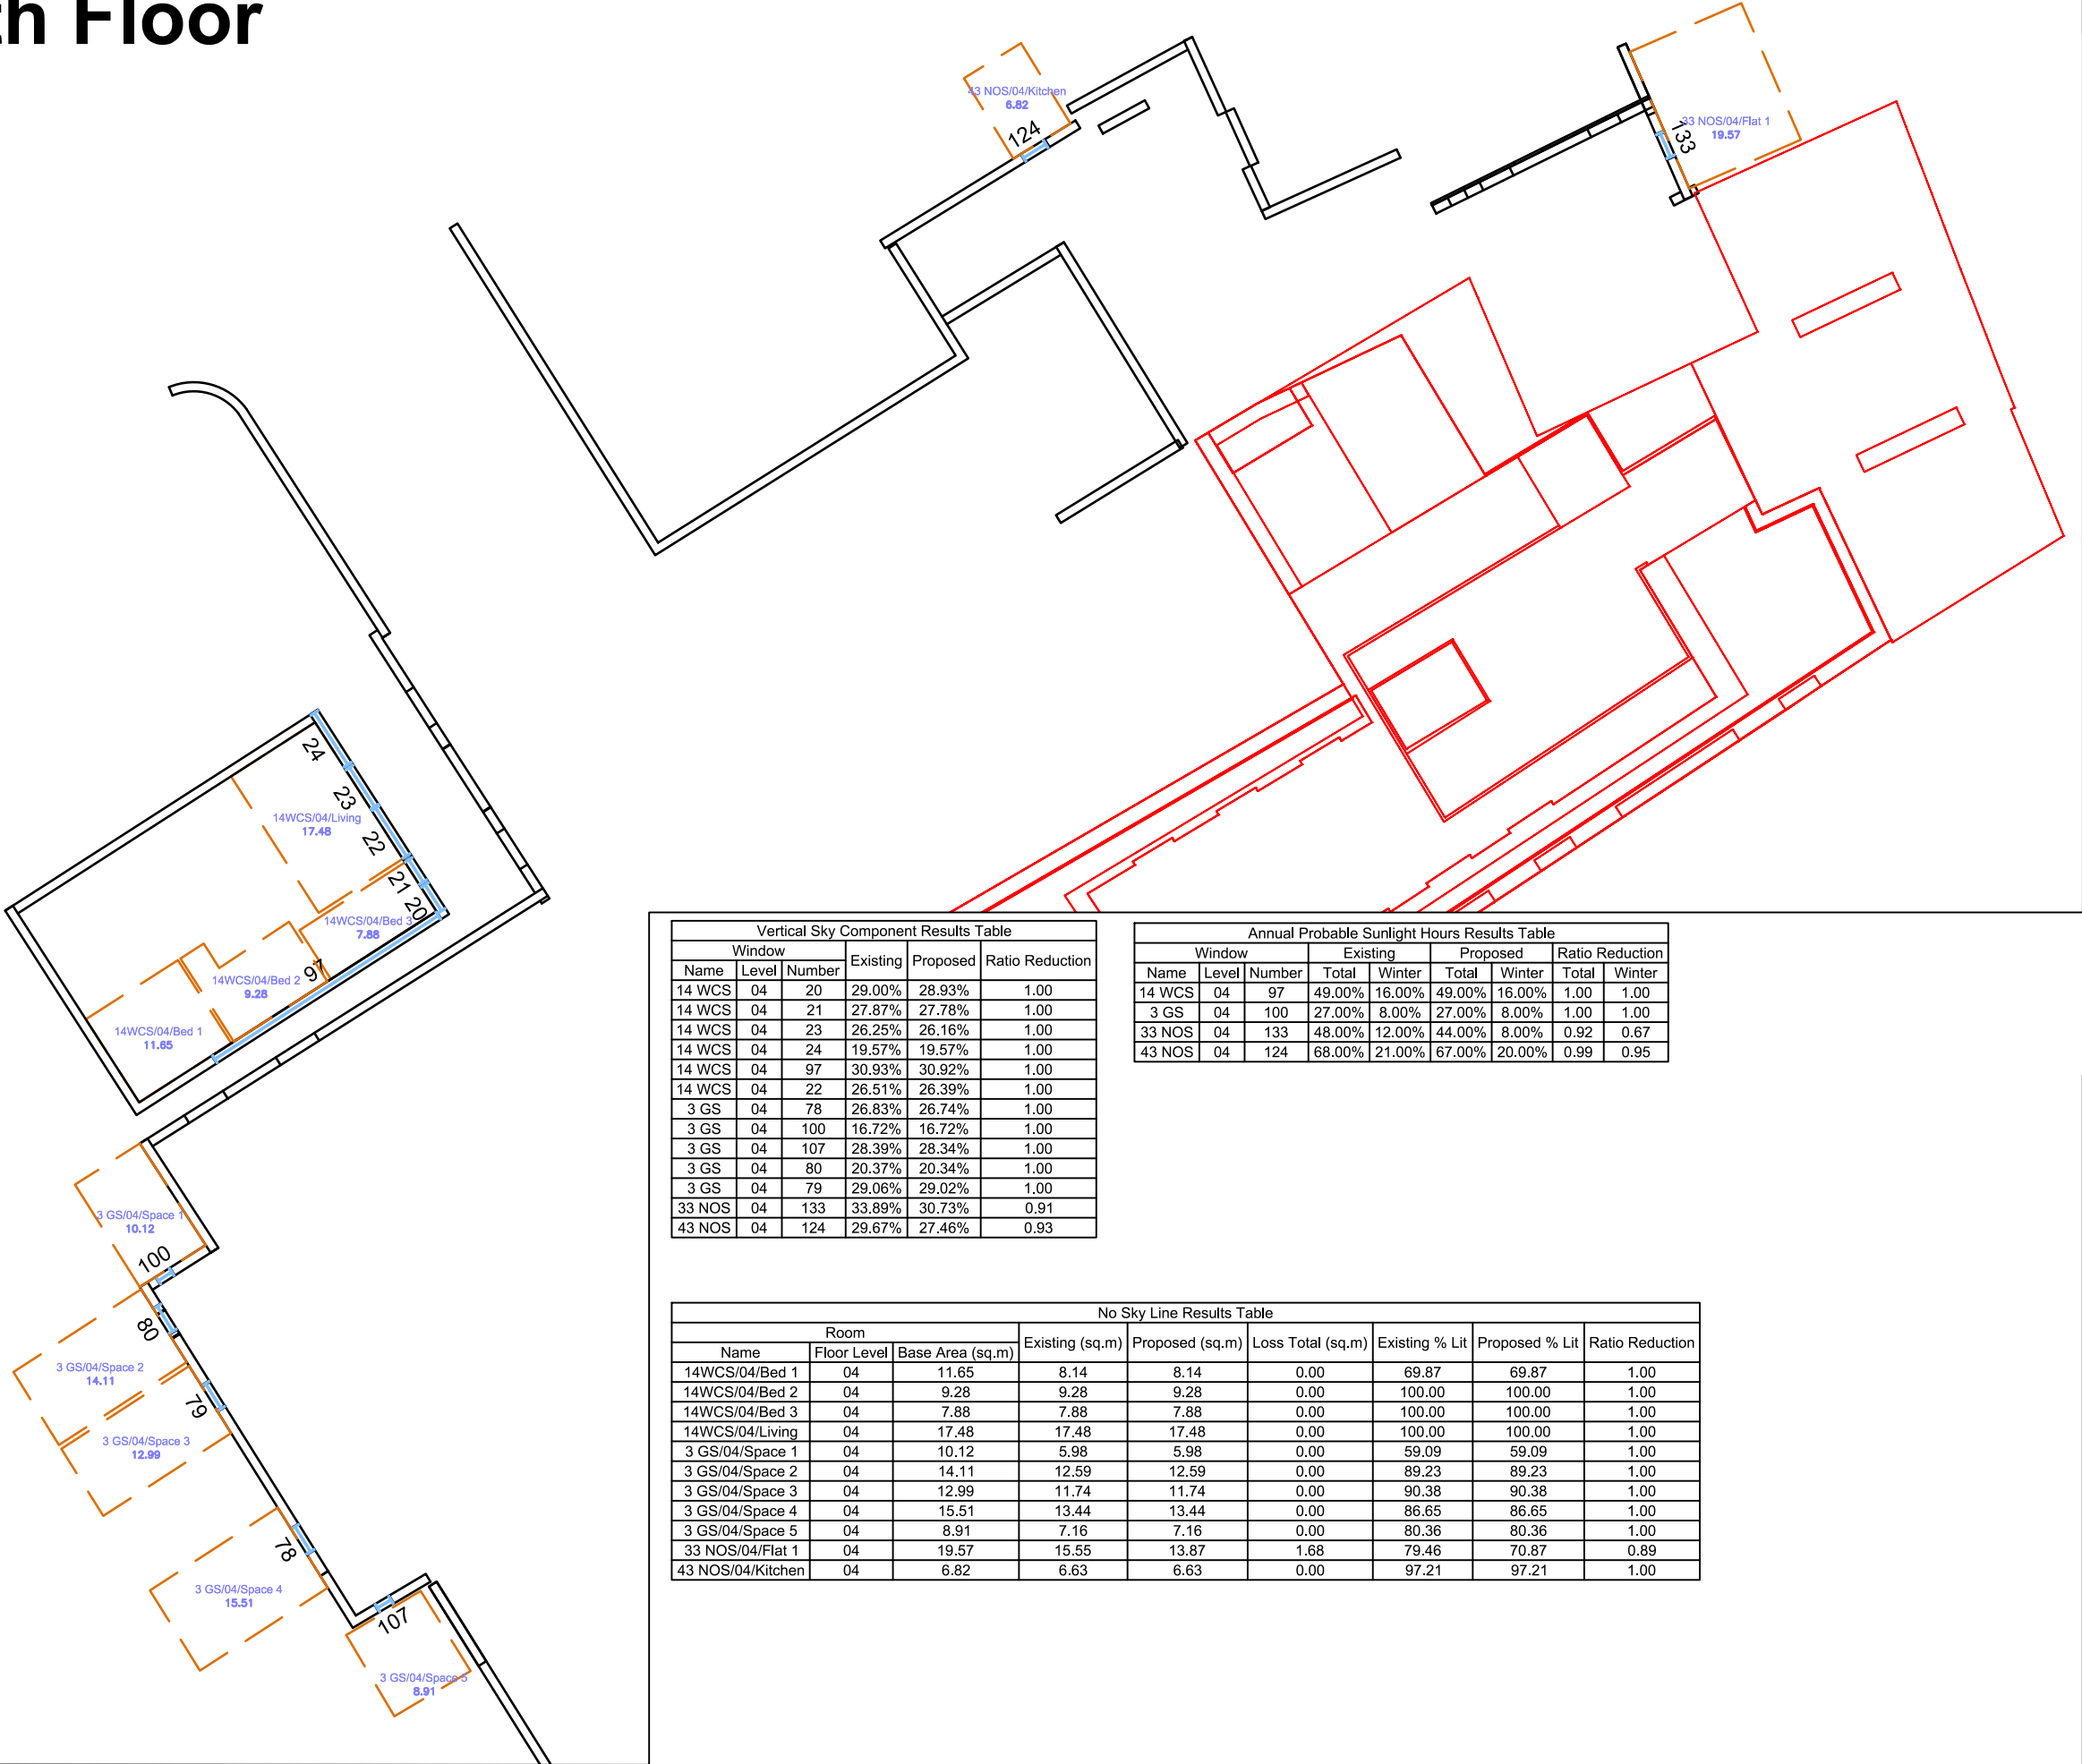 th Floor
43 NOS/04/Kitchen
6.82
124
33 NOS/04/Flat 1
19.57
133
24
23
14WCS/04/Living
17.48
22
21
20
14WCS/04/Bed 3
7.88
97
14WCS/04/Bed 2
9.28
14WCS/04/Bed 1
11.65
3 GS/04/Space 1
10.12
100
80
3 GS/04/Space 2
14.11
79
3 GS/04/Space 3
12.99
78
3 GS/04/Space 4
15.51
107
3 GS/04/Space 5
8.91
Vertical Sky Component Results Table
Window Existing Proposed Ratio Reduction
Name Level Number
14 WCS 04 20 29.00% 28.93% 1.00
14 WCS 04 21 27.87% 27.78% 1.00
14 WCS 04 23 26.25% 26.16% 1.00
14 WCS 04 24 19.57% 19.57% 1.00
14 WCS 04 97 30.93% 30.92% 1.00
14 WCS 04 22 26.51% 26.39% 1.00
3 GS 04 78 26.83% 26.74% 1.00
3 GS 04 100 16.72% 16.72% 1.00
3 GS 04 107 28.39% 28.34% 1.00
3 GS 04 80 20.37% 20.34% 1.00
3 GS 04 79 29.06% 29.02% 1.00
33 NOS 04 133 33.89% 30.73% 0.91
43 NOS 04 124 29.67% 27.46% 0.93
Annual Probable Sunlight Hours Results Table
Window Existing Proposed Ratio Reduction
Name Level Number Total Winter Total Winter Total Winter
14 WCS 04 97 49.00% 16.00% 49.00% 16.00% 1.00 1.00
3 GS 04 100 27.00% 8.00% 27.00% 8.00% 1.00 1.00
33 NOS 04 133 48.00% 12.00% 44.00% 8.00% 0.92 0.67
43 NOS 04 124 68.00% 21.00% 67.00% 20.00% 0.99 0.95
No Sky Line Results Table
Room Existing (sq.m) Proposed (sq.m) Loss Total (sq.m) Existing % Lit Proposed % Lit Ratio Reduction
Name Floor Level Base Area (sq.m)
14WCS/04/Bed 1 04 11.65 8.14 8.14 0.00 69.87 69.87 1.00
14WCS/04/Bed 2 04 9.28 9.28 9.28 0.00 100.00 100.00 1.00
14WCS/04/Bed 3 04 7.88 7.88 7.88 0.00 100.00 100.00 1.00
14WCS/04/Living 04 17.48 17.48 17.48 0.00 100.00 100.00 1.00
3 GS/04/Space 1 04 10.12 5.98 5.98 0.00 59.09 59.09 1.00
3 GS/04/Space 2 04 14.11 12.59 12.59 0.00 89.23 89.23 1.00
3 GS/04/Space 3 04 12.99 11.74 11.74 0.00 90.38 90.38 1.00
3 GS/04/Space 4 04 15.51 13.44 13.44 0.00 86.65 86.65 1.00
3 GS/04/Space 5 04 8.91 7.16 7.16 0.00 80.36 80.36 1.00
33 NOS/04/Flat 1 04 19.57 15.55 13.87 1.68 79.46 70.87 0.89
43 NOS/04/Kitchen 04 6.82 6.63 6.63 0.00 97.21 97.21 1.00